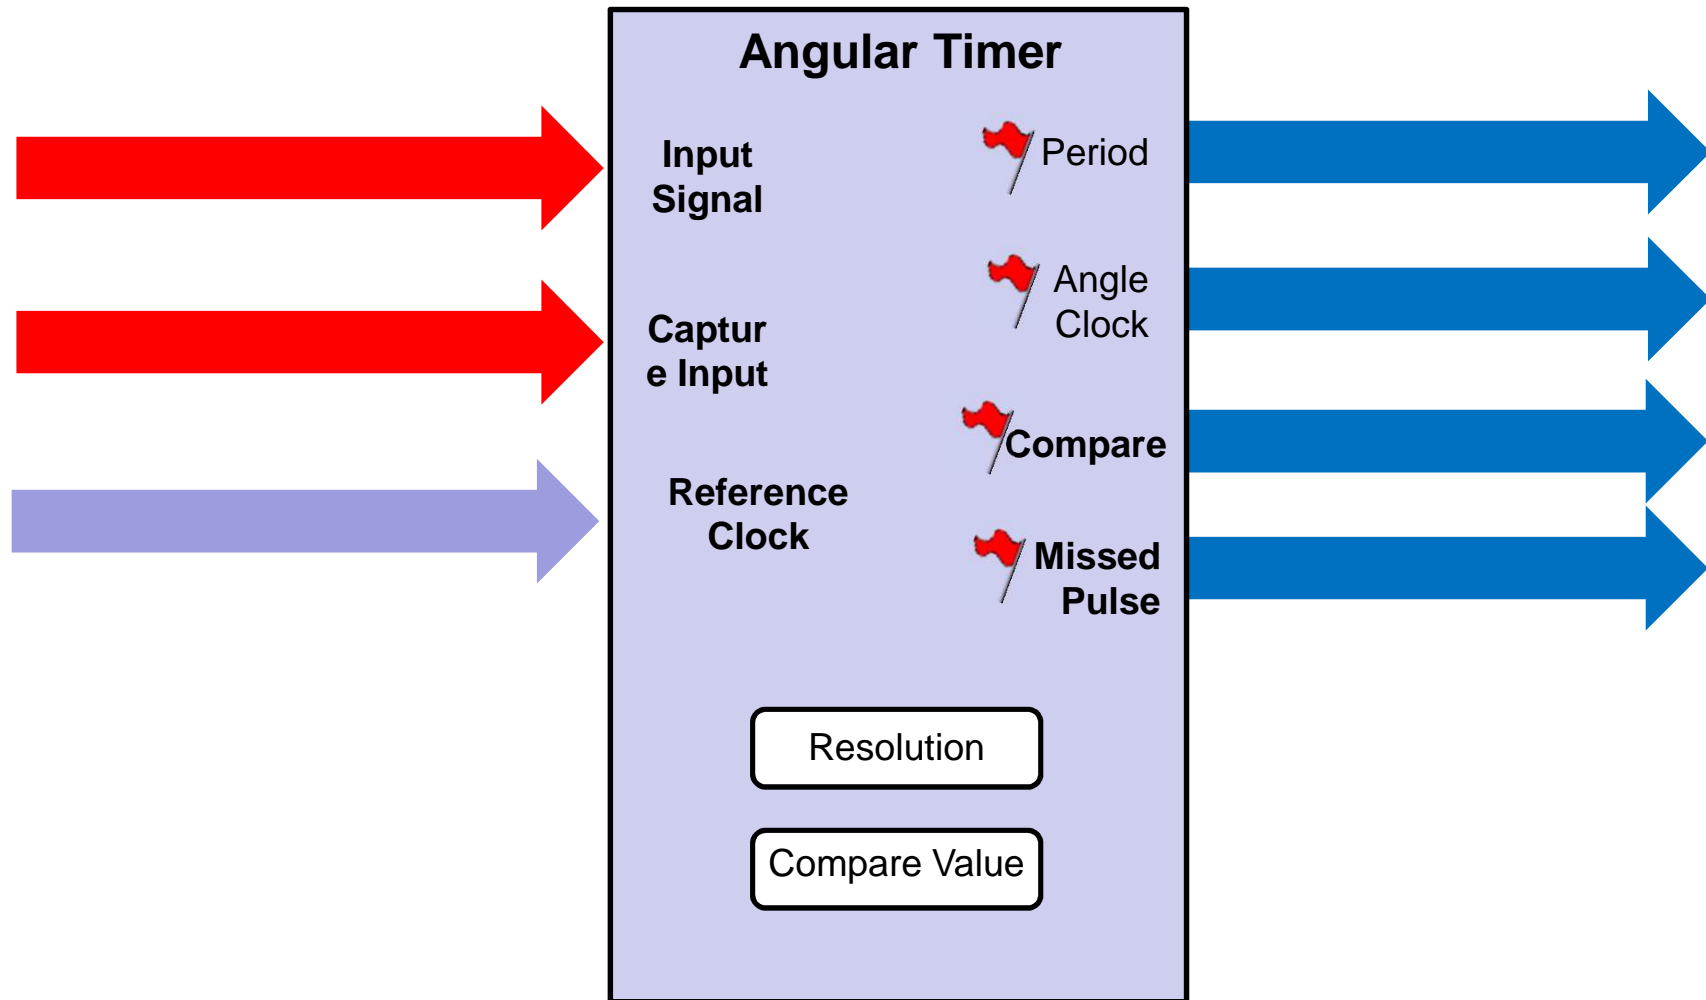 Angular Timer
Input
Signal
Captur
e Input
Reference
Clock
Period
Angle
Clock
Compare
Missed
Pulse
Resolution
Compare Value